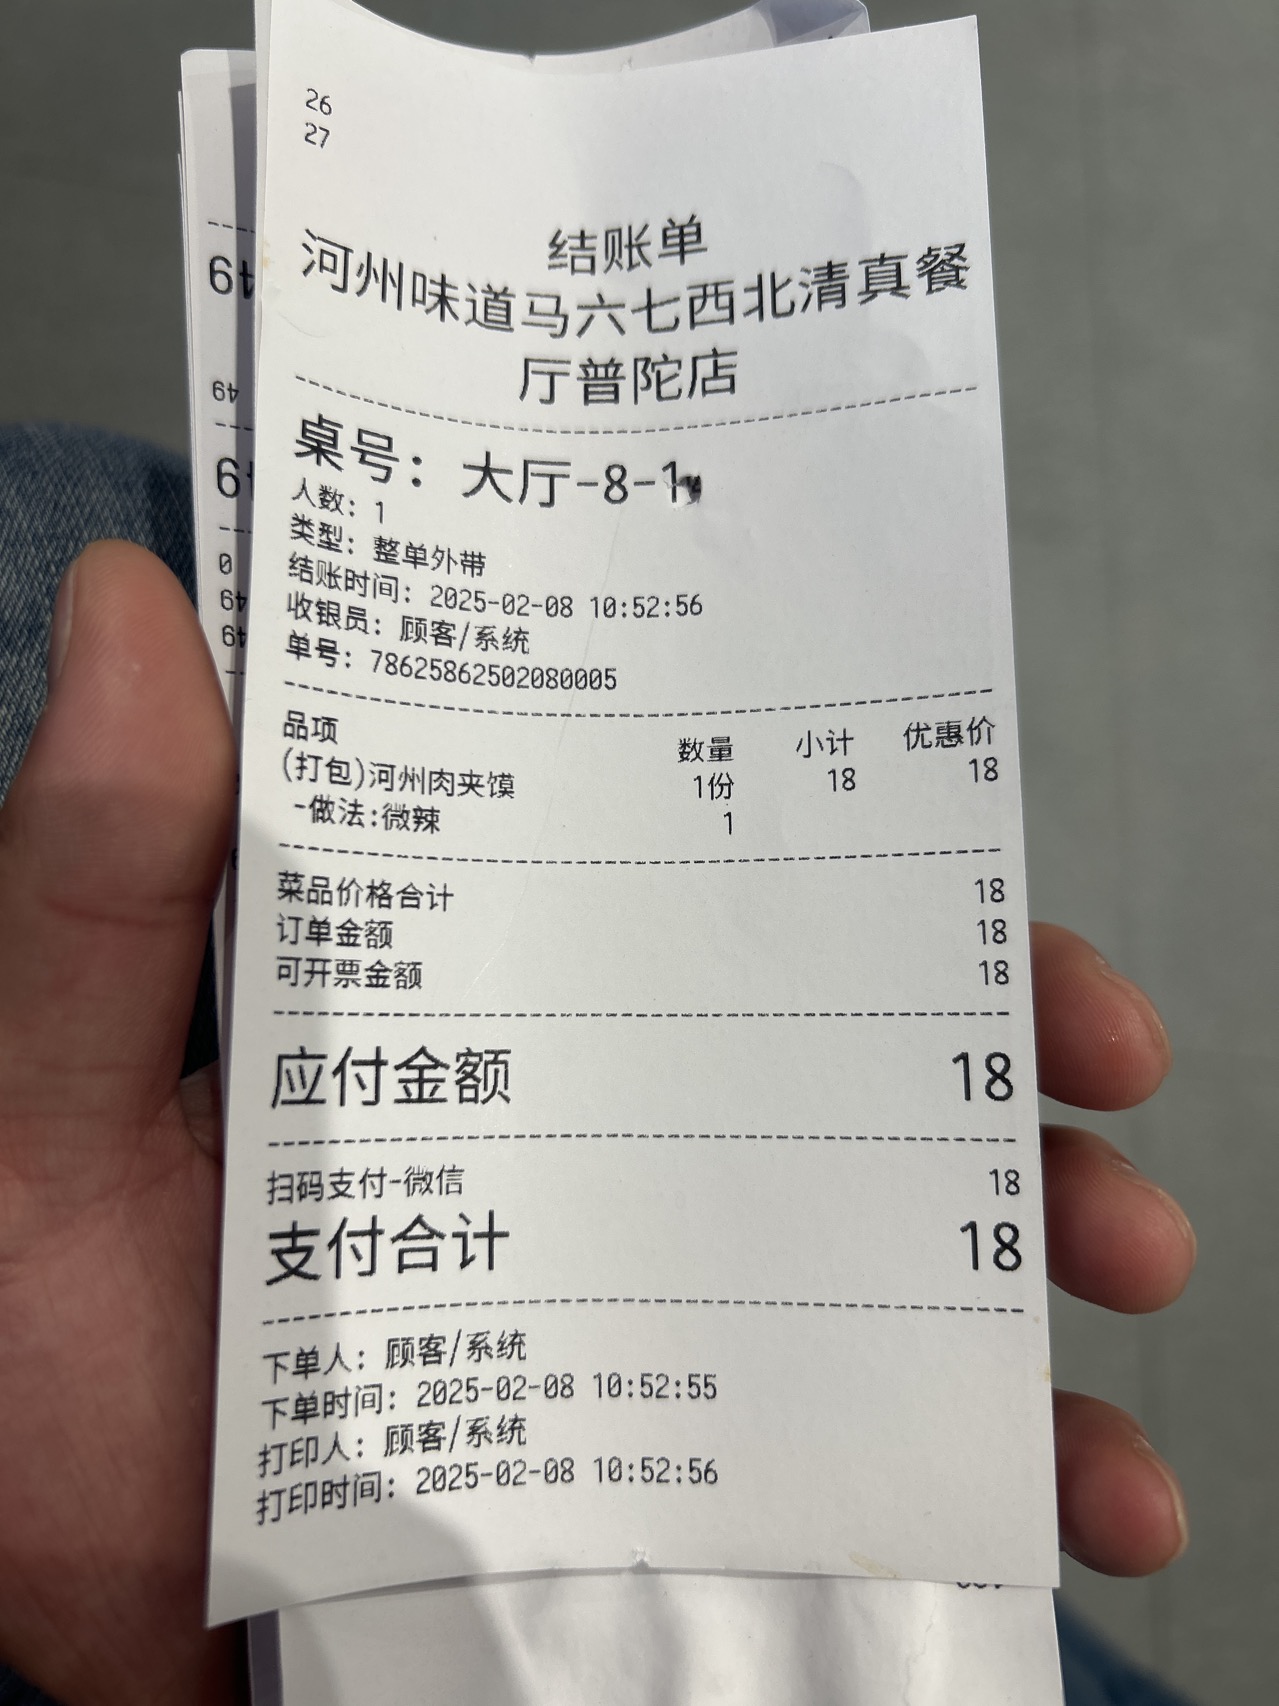 26
27
结账单
河州味道马六七西北清真餐
厅普陀店
桌号：大厅-8-1
人数：1
类型：整单外带
结账时间：2025-02-08 10:52:56
收银员：顾客/系统
单号：78625862502080005
品项 数量 小计 优惠价
(打包)河州肉夹馍 1份 18 18
-做法:微辣 1
菜品价格合计 18
订单金额 18
可开票金额 18
应付金额 18
扫码支付-微信 18
支付合计 18
下单人：顾客/系统
下单时间：2025-02-08 10:52:55
打印人：顾客/系统
打印时间：2025-02-08 10:52:56